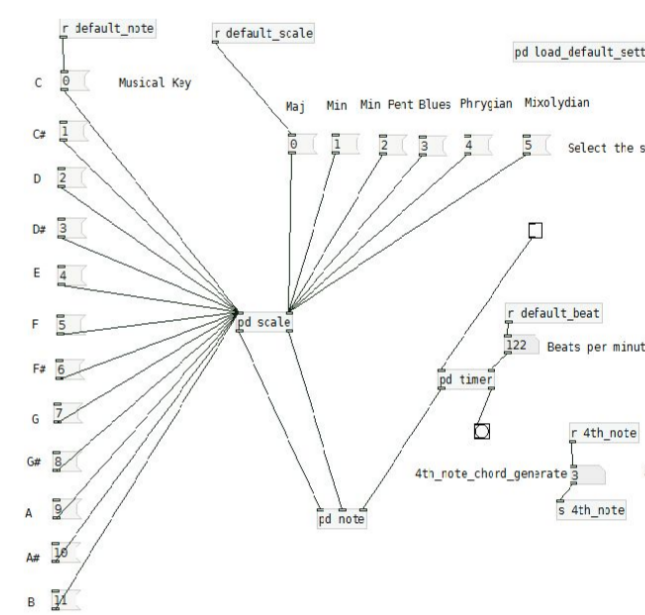 r default_note
r default_scale
pd load_default_sett
C 0 Musical Key
Maj Min Min Pent Blues Phrygian Mixolydian
0 1 2 3 4 5 Select the s
C# 1
D 2
D# 3
E 4
F 5
F# 6
G 7
G# 8
A 9
A# 10
B 11
pd scale
r default_beat
122 Beats per minut
pd timer
r 4th_note
4th_note_chord_generate 3
s 4th_note
pd note